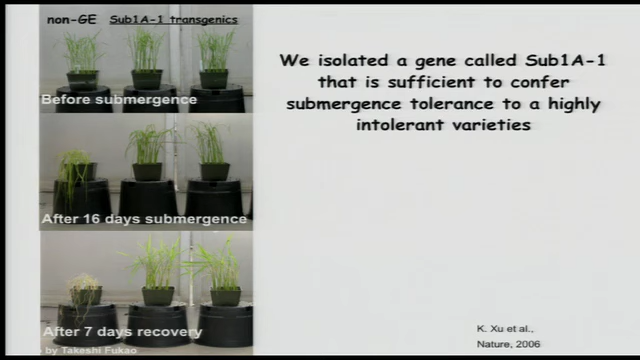 non-GE Sub1A-1 transgenics
Before submergence
After 16 days submergence
After 7 days recovery
by Takeshi Fukao
We isolated a gene called Sub1A-1
that is sufficient to confer
submergence tolerance to a highly
intolerant varieties
K. Xu et al.,
Nature, 2006